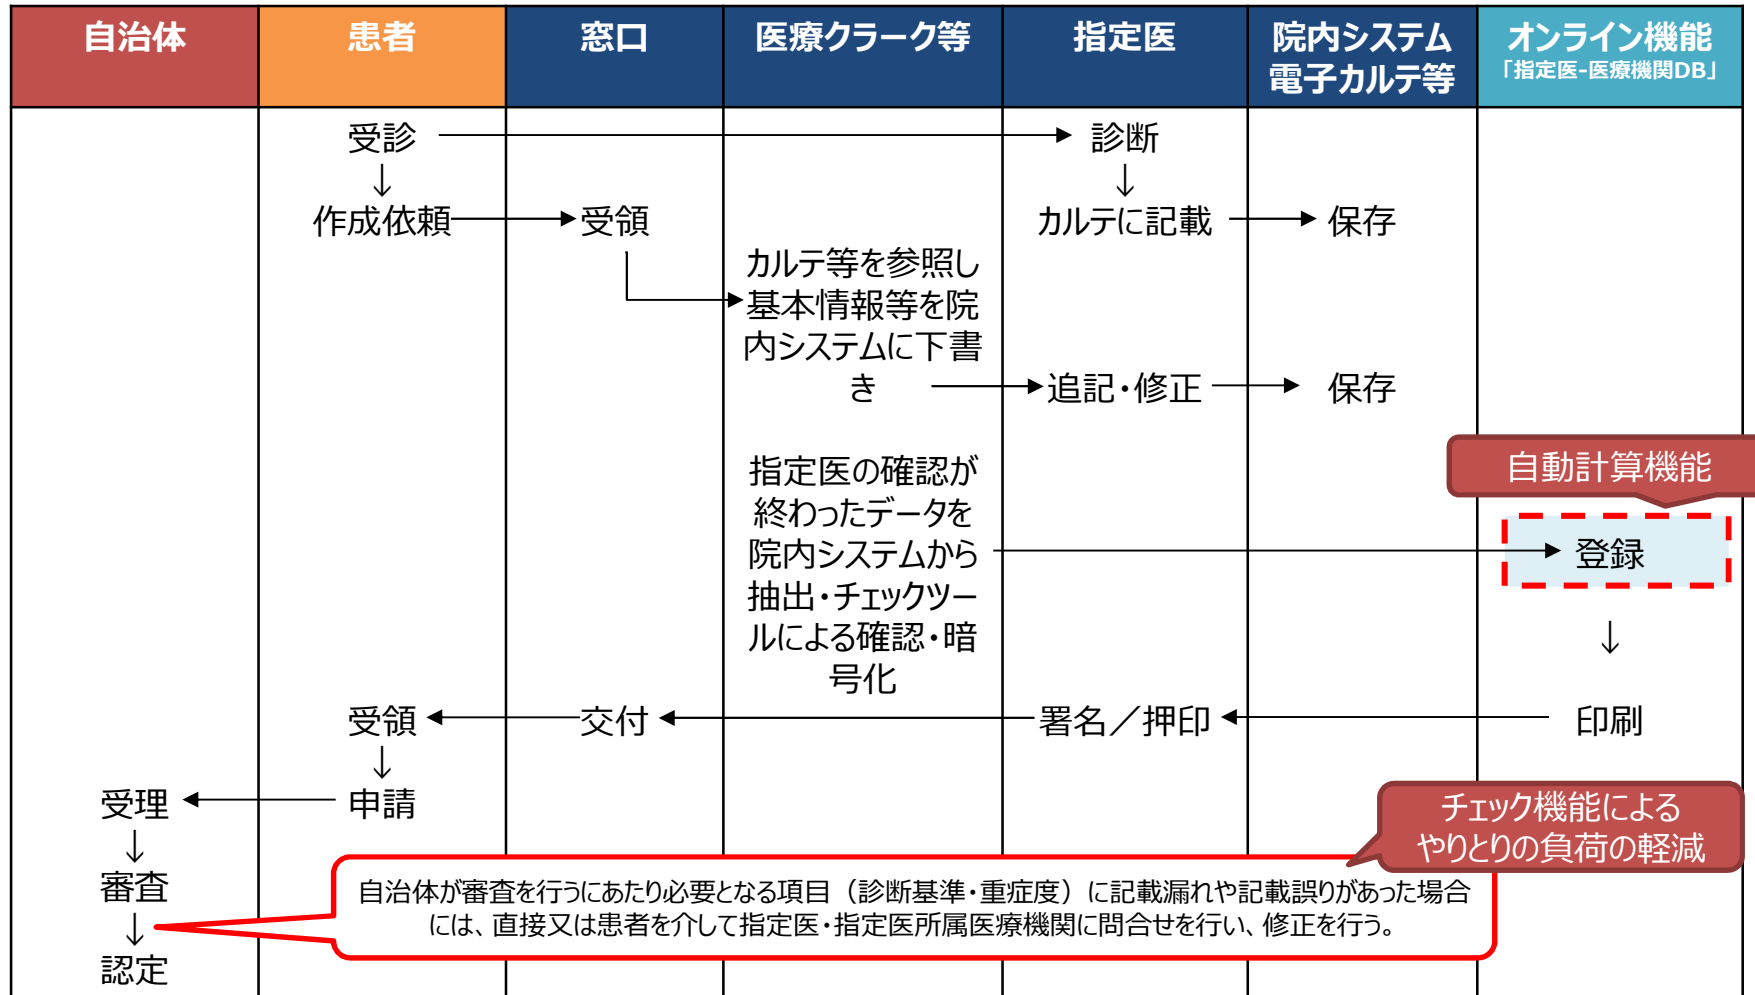 自治体
患者
窓口
医療クラーク等
指定医
院内システム
電子カルテ等
オンライン機能
「指定医-医療機関DB」
受診
診断
↓
↓
作成依頼
受領
カルテに記載
保存
カルテ等を参照し
基本情報等を院
内システムに下書
き
追記・修正
保存
指定医の確認が
終わったデータを
院内システムから
抽出・チェックツー
ルによる確認・暗
号化
自動計算機能
登録
↓
受領
交付
署名／押印
印刷
↓
受理
申請
チェック機能による
やりとりの負荷の軽減
↓
審査
自治体が審査を行うにあたり必要となる項目（診断基準・重症度）に記載漏れや記載誤りがあった場合
には、直接又は患者を介して指定医・指定医所属医療機関に問合せを行い、修正を行う。
↓
認定